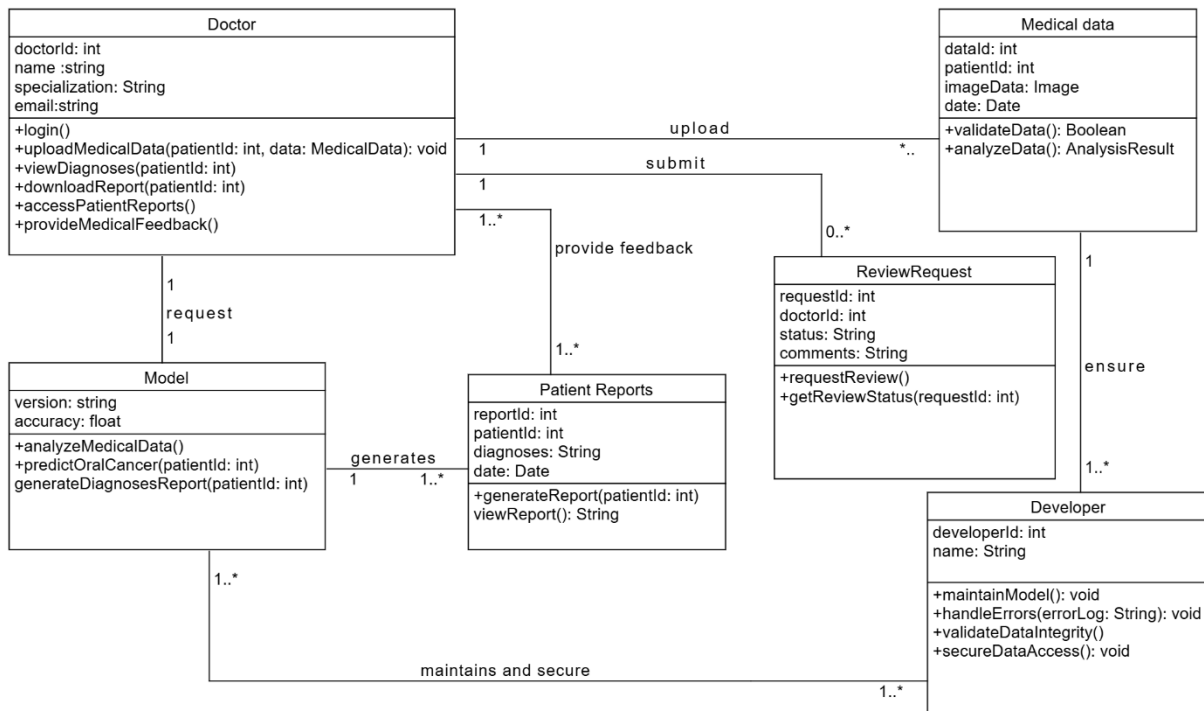 Doctor
doctorId: int
name :string
specialization: String
email:string
+login()
+uploadMedicalData(patientId: int, data: MedicalData): void
+viewDiagnoses(patientId: int)
+downloadReport(patientId: int)
+accessPatientReports()
+provideMedicalFeedback()
Medical data
dataId: int
patientId: int
imageData: Image
date: Date
+validateData(): Boolean
+analyzeData(): AnalysisResult
upload
1
*..
submit
1
0..*
1..*
provide feedback
1..*
1
request
1
ReviewRequest
requestId: int
doctorId: int
status: String
comments: String
+requestReview()
+getReviewStatus(requestId: int)
1
ensure
1..*
Model
version: string
accuracy: float
+analyzeMedicalData()
+predictOralCancer(patientId: int)
generateDiagnosesReport(patientId: int)
generates
1
1..*
Patient Reports
reportId: int
patientId: int
diagnoses: String
date: Date
+generateReport(patientId: int)
viewReport(): String
Developer
developerId: int
name: String
+maintainModel(): void
+handleErrors(errorLog: String): void
+validateDataIntegrity()
+secureDataAccess(): void
1..*
maintains and secure
1..*